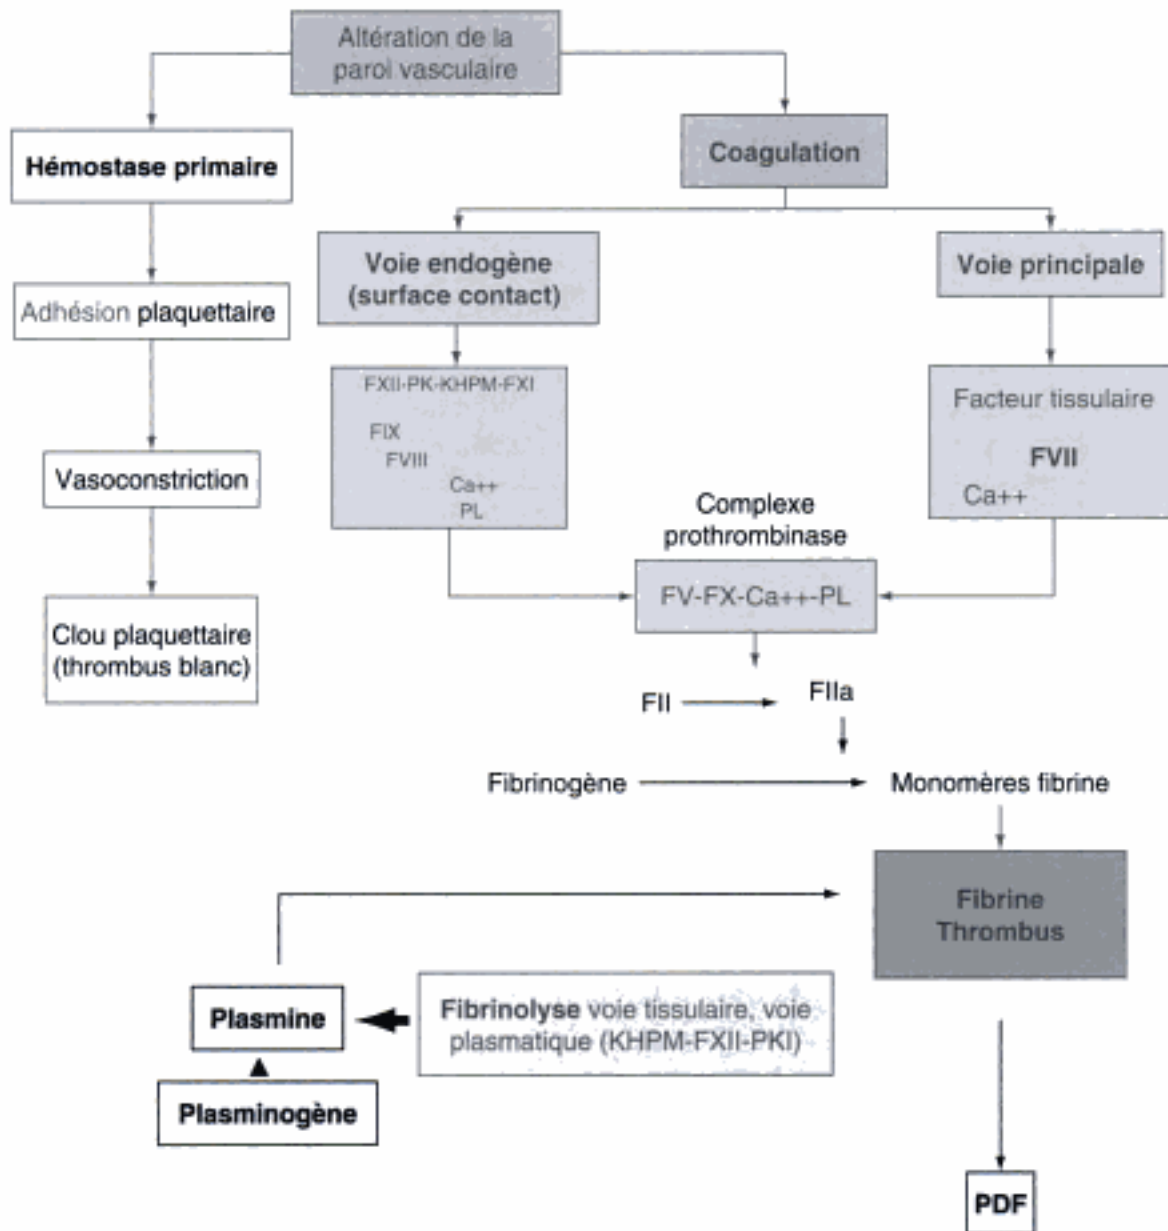 Altération de la
paroi vasculaire
Hémostase primaire
Coagulation
Voie endogène
(surface contact)
Voie principale
Adhésion plaquettaire
FXII-PK-KHPM-FXI
FIX
FVIII
Ca++
PL
Facteur tissulaire
FVII
Ca++
Vasoconstriction
Complexe
prothrombinase
FV-FX-Ca++-PL
Clou plaquettaire
(thrombus blanc)
FII
FIIa
Fibrinogène
Monomères fibrine
Fibrine
Thrombus
Plasmine
Fibrinolyse voie tissulaire, voie
plasmatique (KHPM-FXII-PKI)
Plasminogène
PDF